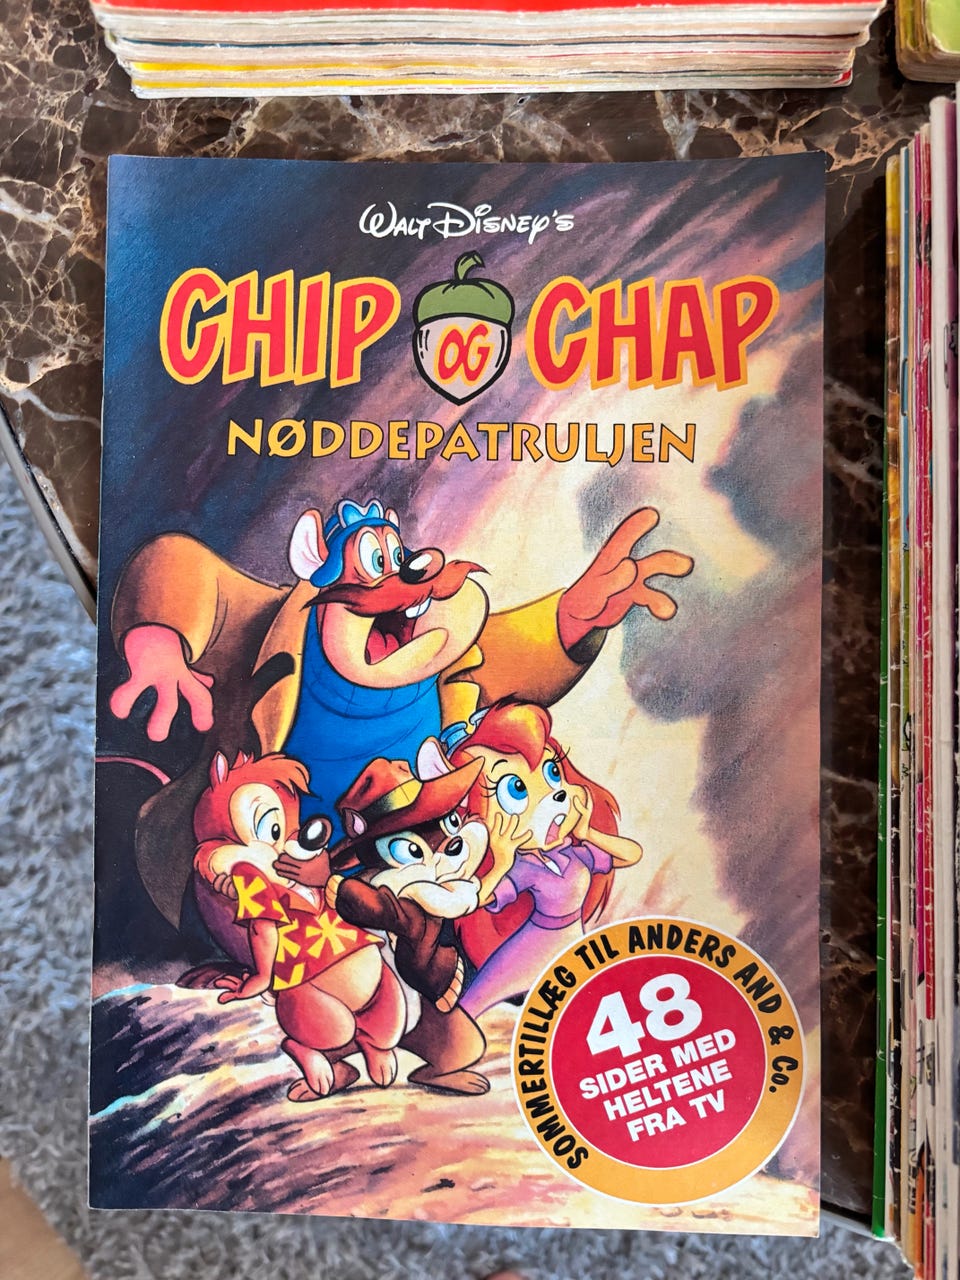 WALT DISNEY'S
CHIP OG CHAP
NØDDEPATRULJEN
SOMMERTILLÆG TIL ANDERS AND & Co.
48
SIDER MED
HELTENE
FRA TV